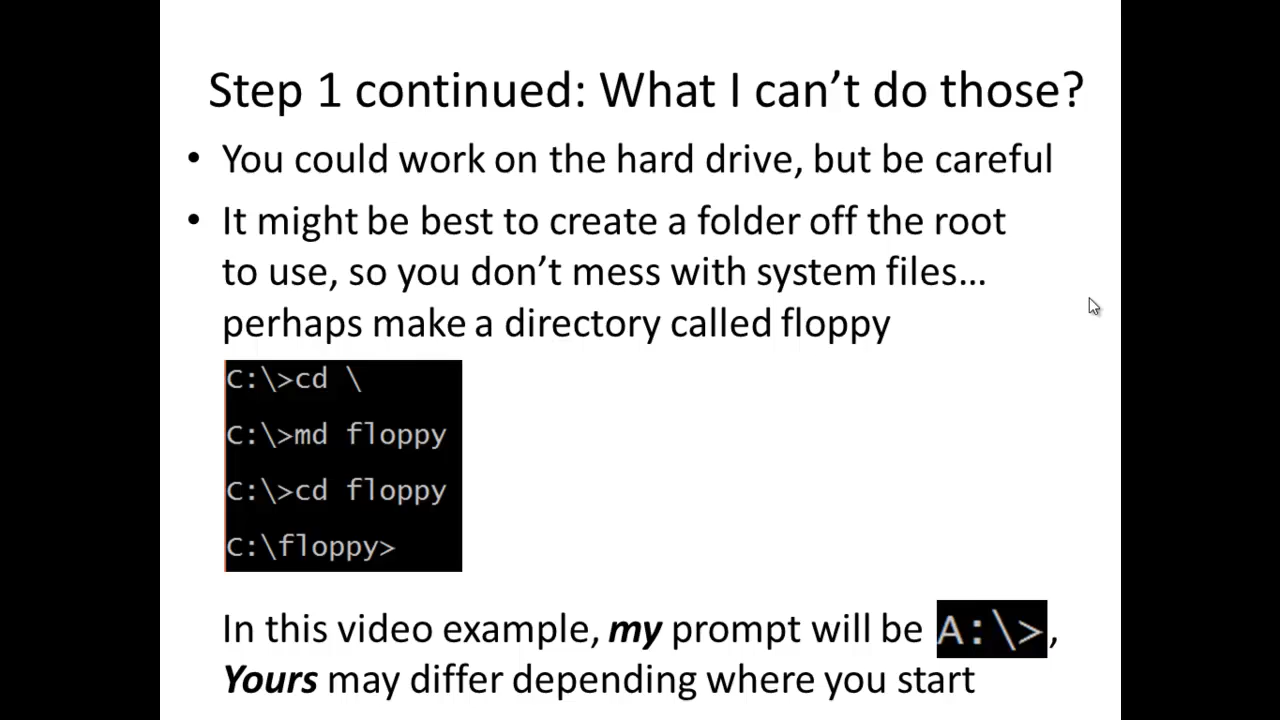 Step 1 continued: What I can’t do those?
• You could work on the hard drive, but be careful
• It might be best to create a folder off the root
to use, so you don’t mess with system files…
perhaps make a directory called floppy
C:\>cd \
C:\>md floppy
C:\>cd floppy
C:\floppy>
In this video example, my prompt will be A:\>,
Yours may differ depending where you start